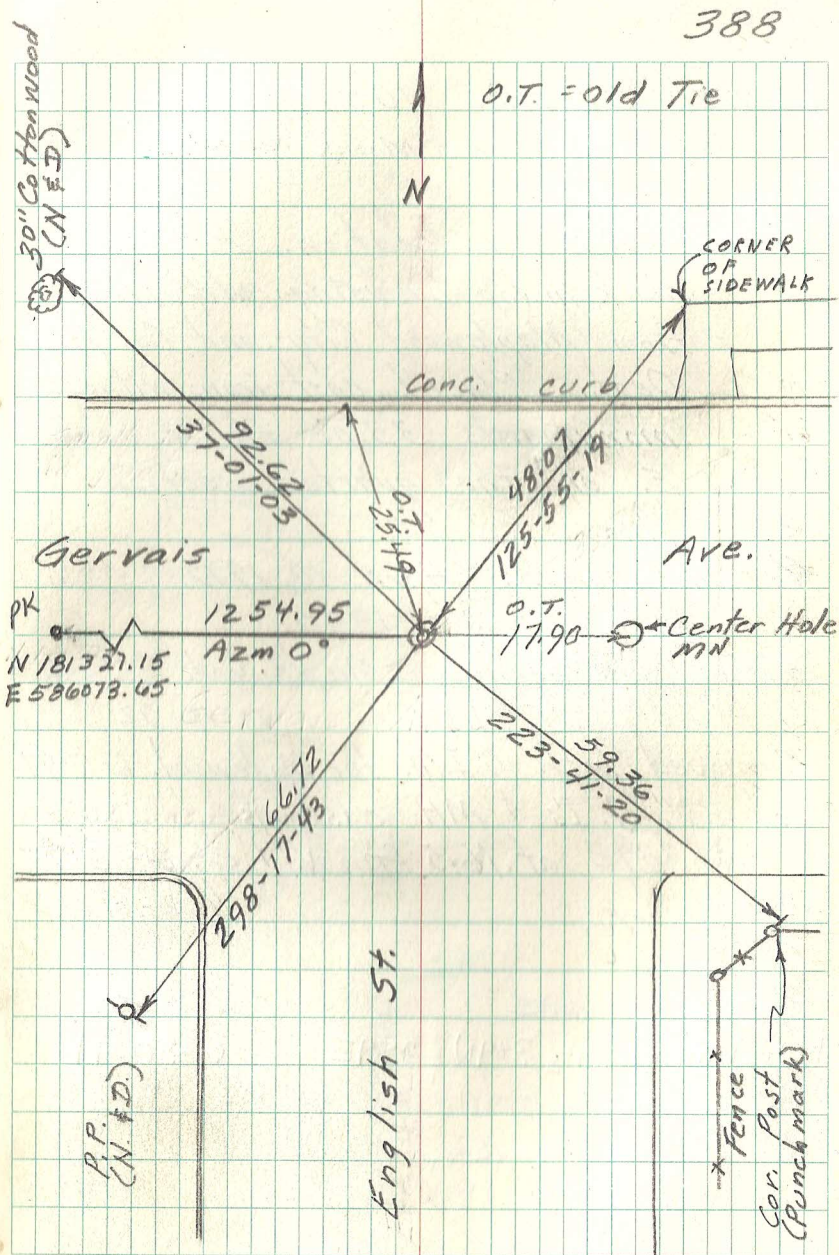 388
O.T. = Old Tie
N
30" Cottonwood
(N & D)
CORNER
OF
SIDEWALK
conc. curb
92.62
37-01-03
O.T.
25.49
48.07
125-55-19
Gervais Ave.
PK
N 181327.15
E 586073.65
1254.95
Azm 0°
O.T.
17.90
Center Hole
MN
66.72
298-17-43
59.36
223-41-20
English St.
P.P.
(N. & D.)
Fence
Cor. Post
(Punchmark)